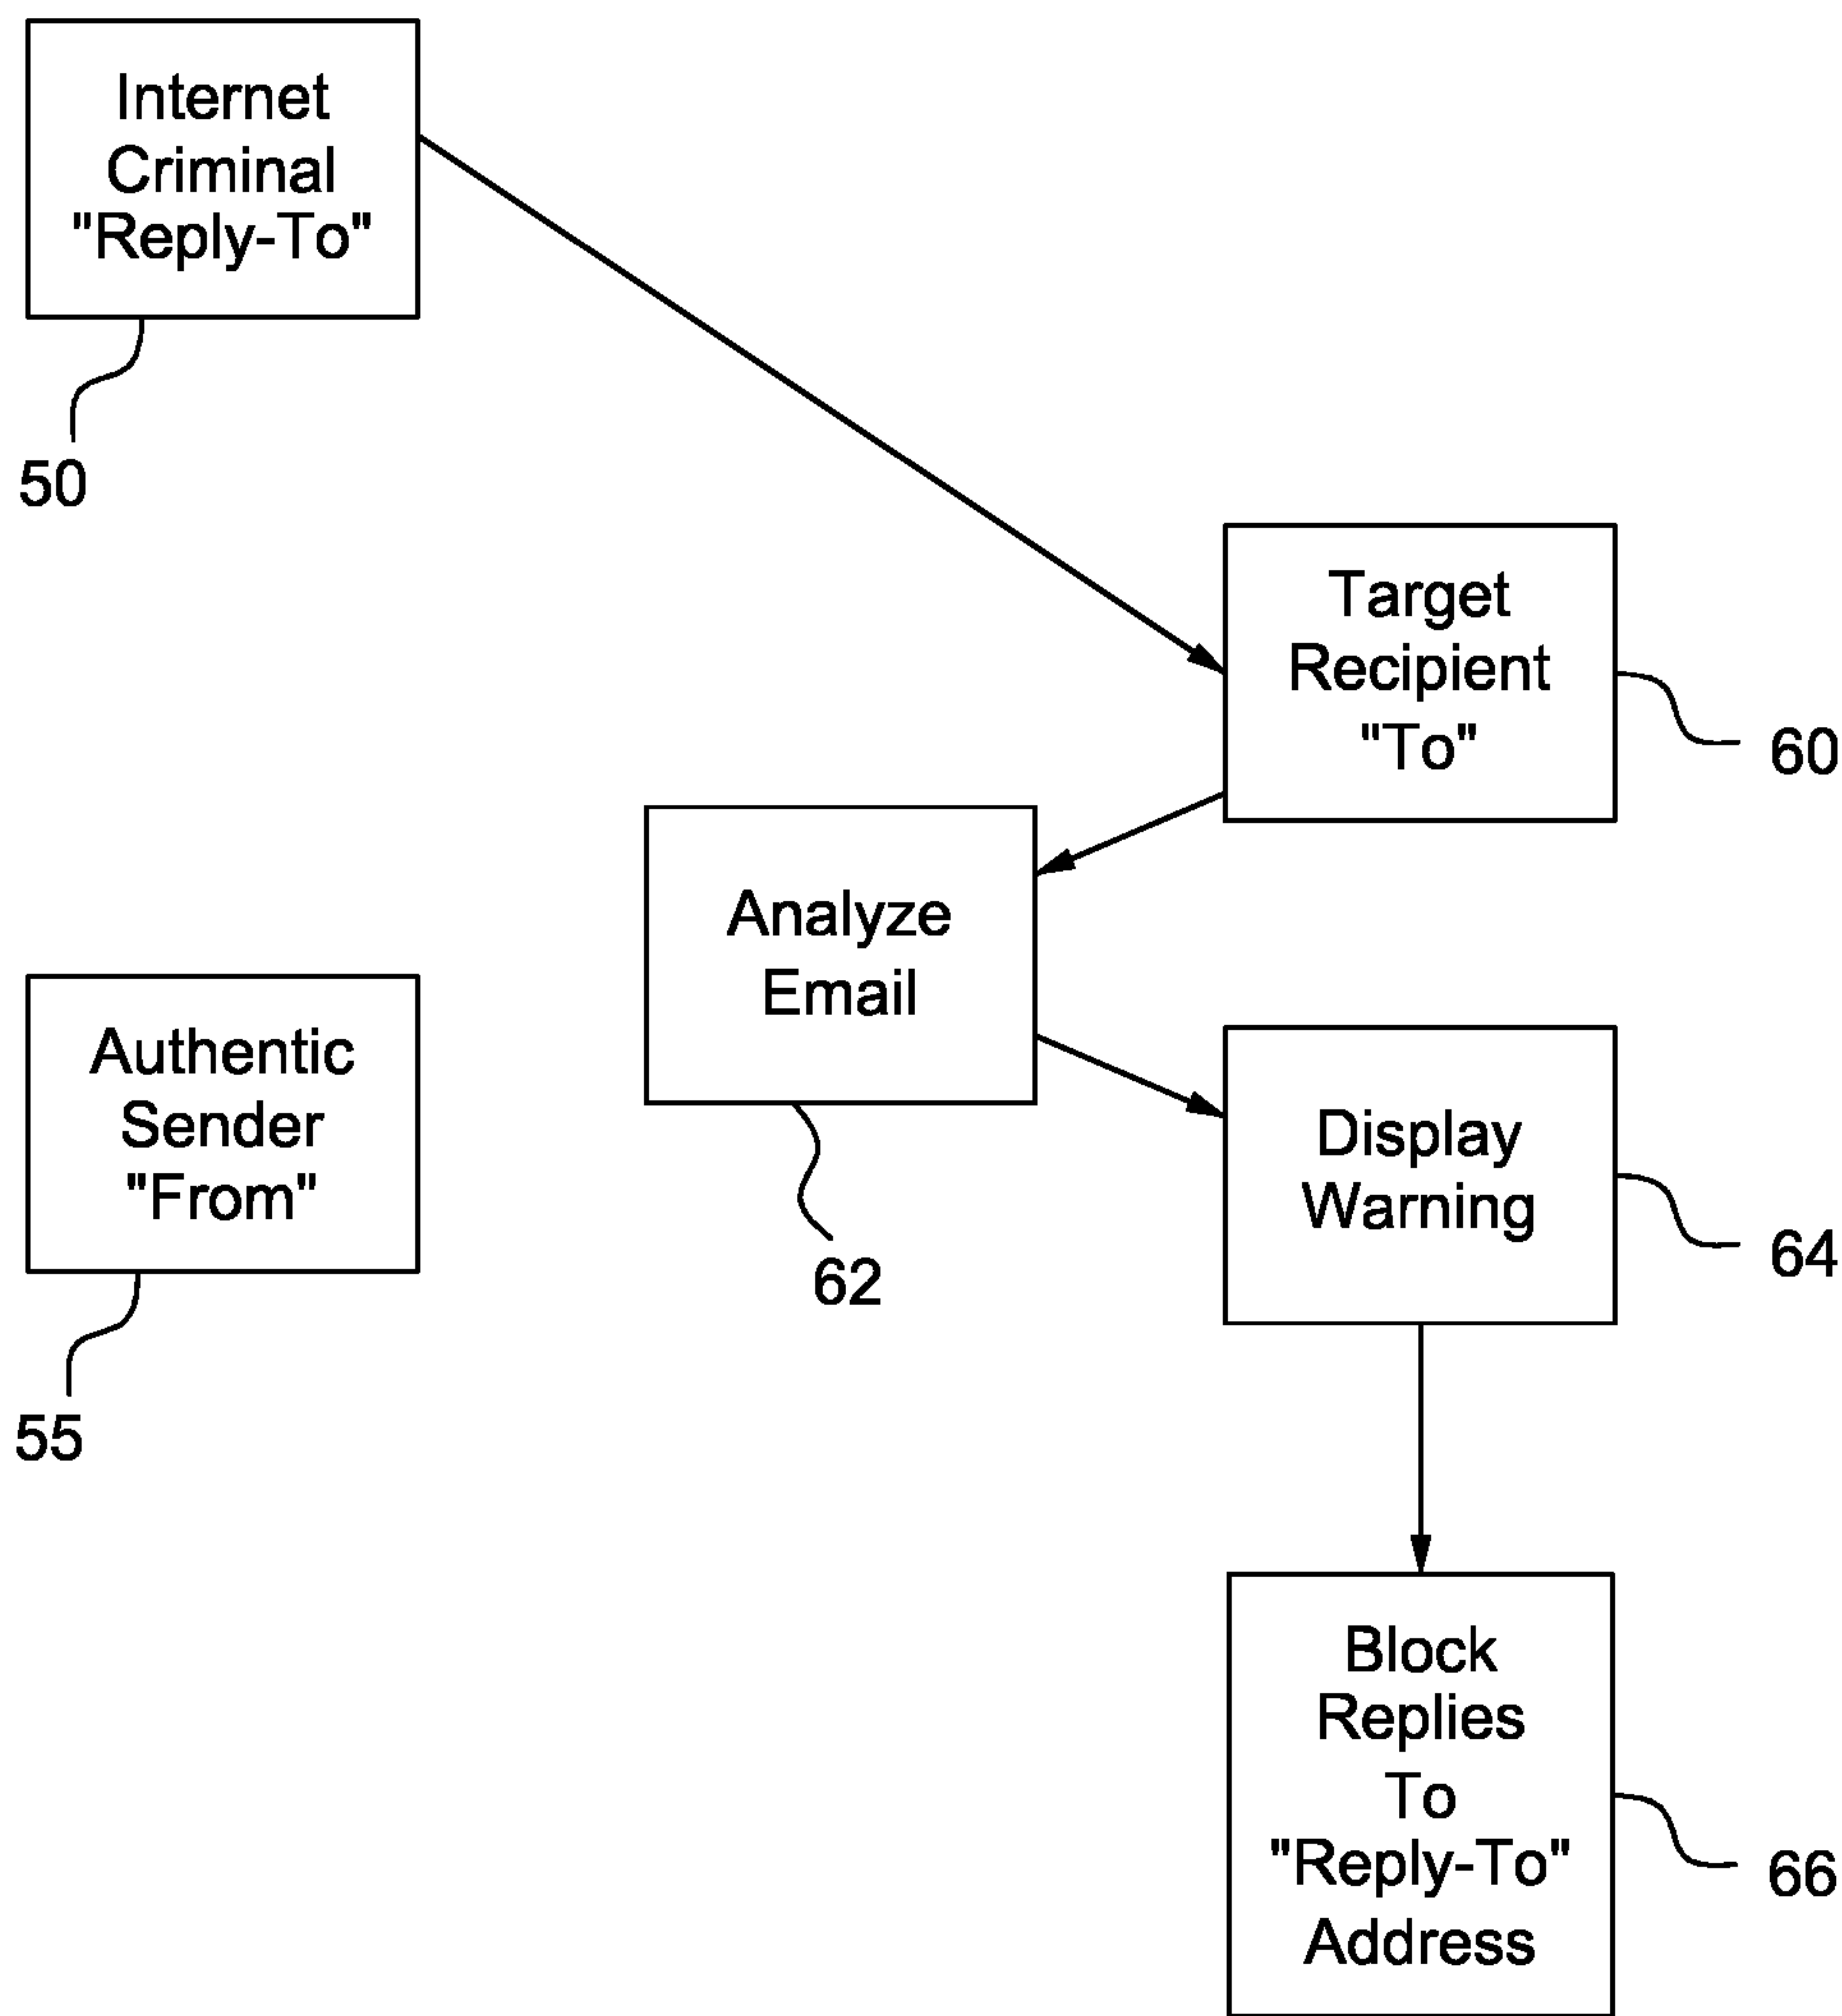 Internet
Criminal
"Reply-To"
50
Target
Recipient
"To"
60
Analyze
Email
62
Authentic
Sender
"From"
55
Display
Warning
64
Block
Replies
To
"Reply-To"
Address
66